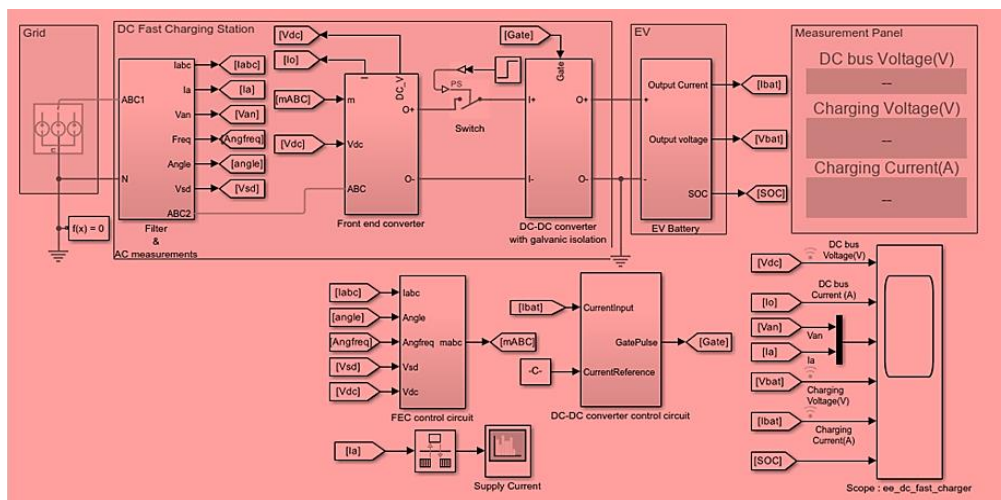 Grid
DC Fast Charging Station
EV
Measurement Panel
[Vdc]
[Io]
[Gate]
DC bus Voltage(V)
--
Charging Voltage(V)
--
Charging Current(A)
--
ABC1
N
Iabc
Ia
Van
Freq
Angle
Vsd
ABC2
[Iabc]
[Ia]
[Van]
[Angfreq]
[angle]
[Vsd]
Filter
&
AC measurements
f(x) = 0
[mABC]
[Vdc]
I
DC_V
m
Vdc
ABC
O+
O-
Front end converter
PS
Switch
Gate
I+
I-
O+
O-
DC-DC converter
with galvanic isolation
+
-
Output Current
Output voltage
SOC
EV Battery
[Ibat]
[Vbat]
[SOC]
[Iabc]
[angle]
[Angfreq]
[Vsd]
[Vdc]
Iabc
Angle
Angfreq
Vsd
Vdc
mabc
[mABC]
FEC control circuit
[Ibat]
-C-
CurrentInput
GatePulse
CurrentReference
[Gate]
DC-DC converter control circuit
[Ia]
Supply Current
[Vdc]
DC bus
Voltage(V)
[Io]
DC bus
Current (A)
[Van]
Van
[Ia]
Ia
[Vbat]
Charging
Voltage(V)
[Ibat]
Charging
Current(A)
[SOC]
Scope : ee_dc_fast_charger